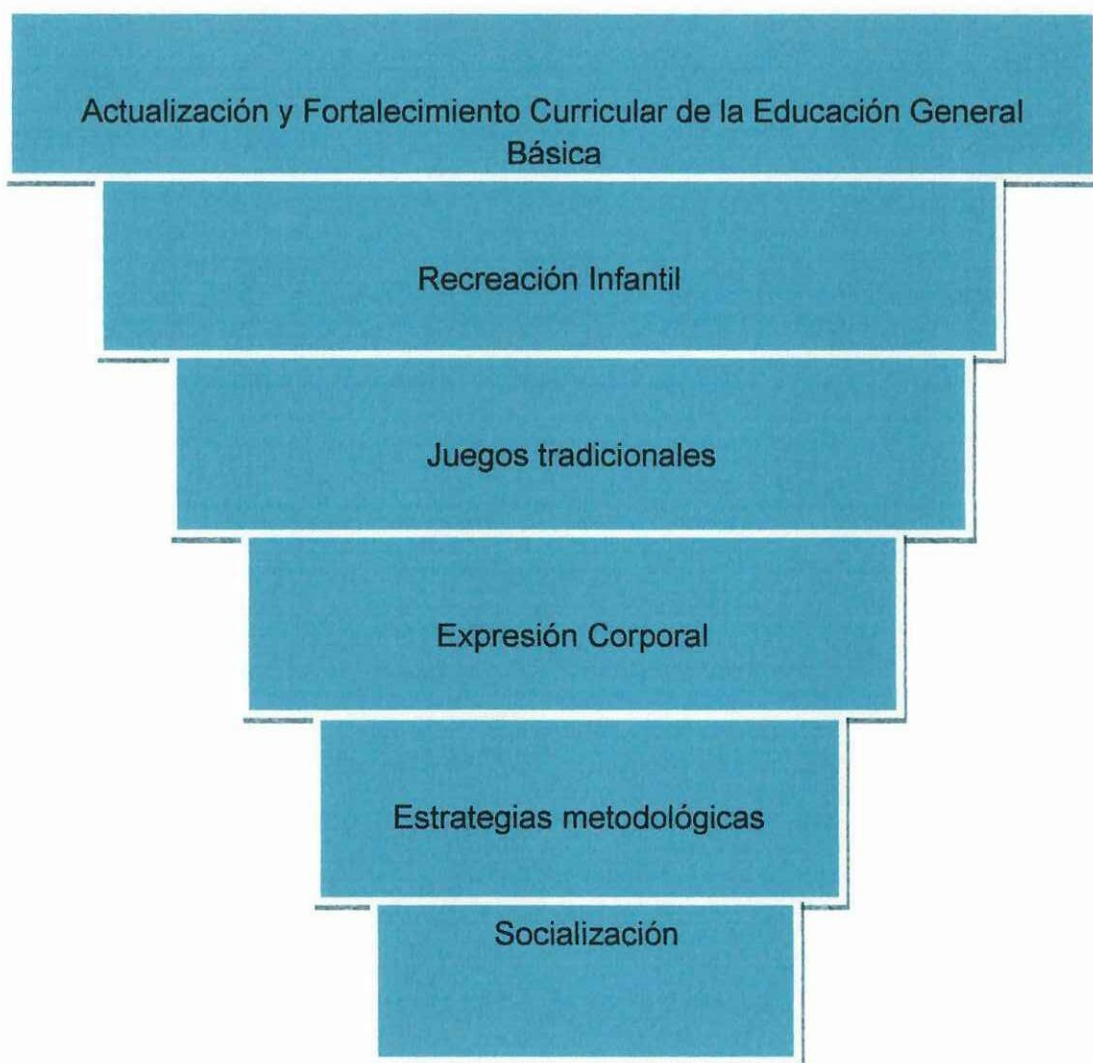 Actualización y Fortalecimiento Curricular de la Educación General
Básica
Recreación Infantil
Juegos tradicionales
Expresión Corporal
Estrategias metodológicas
Socialización